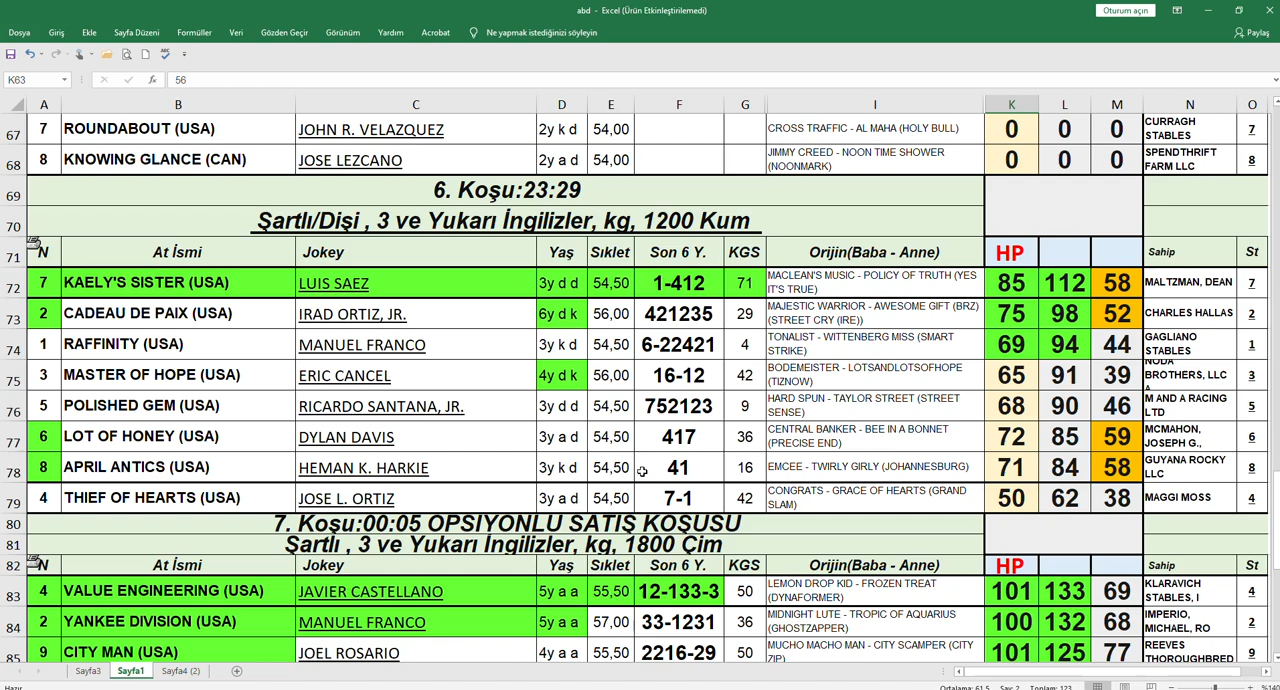 abd - Excel (Ürün Etkinleştirilemedi)
Oturum açın
Dosya Giriş Ekle Sayfa Düzeni Formüller Veri Gözden Geçir Görünüm Yardım Acrobat Ne yapmak istediğinizi söyleyin Paylaş
K63 fx 56
A B C D E F G I K L M N O
67 7 ROUNDABOUT (USA) JOHN R. VELAZQUEZ 2y k d 54,00 CROSS TRAFFIC - AL MAHA (HOLY BULL) 0 0 0 CURRAGH STABLES 7
68 8 KNOWING GLANCE (CAN) JOSE LEZCANO 2y a d 54,00 JIMMY CREED - NOON TIME SHOWER (NOONMARK) 0 0 0 SPENDTHRIFT FARM LLC 8
69 6. Koşu:23:29
70 Şartlı/Dişi , 3 ve Yukarı İngilizler, kg, 1200 Kum
71 N At İsmi Jokey Yaş Sıklet Son 6 Y. KGS Orijin(Baba - Anne) HP Sahip St
72 7 KAELY'S SISTER (USA) LUIS SAEZ 3y d d 54,50 1-412 71 MACLEAN'S MUSIC - POLICY OF TRUTH (YES IT'S TRUE) 85 112 58 MALTZMAN, DEAN 7
73 2 CADEAU DE PAIX (USA) IRAD ORTIZ, JR. 6y d k 56,00 421235 29 MAJESTIC WARRIOR - AWESOME GIFT (BRZ) (STREET CRY (IRE)) 75 98 52 CHARLES HALLAS 2
74 1 RAFFINITY (USA) MANUEL FRANCO 3y k d 54,50 6-22421 4 TONALIST - WITTENBERG MISS (SMART STRIKE) 69 94 44 GAGLIANO STABLES 1
75 3 MASTER OF HOPE (USA) ERIC CANCEL 4y d k 56,00 16-12 42 BODEMEISTER - LOTSANDLOTSOFHOPE (TIZNOW) 65 91 39 NODA BROTHERS, LLC 3
76 5 POLISHED GEM (USA) RICARDO SANTANA, JR. 3y d d 54,50 752123 9 HARD SPUN - TAYLOR STREET (STREET SENSE) 68 90 46 M AND A RACING LTD 5
77 6 LOT OF HONEY (USA) DYLAN DAVIS 3y a d 54,50 417 36 CENTRAL BANKER - BEE IN A BONNET (PRECISE END) 72 85 59 MCMAHON, JOSEPH G., 6
78 8 APRIL ANTICS (USA) HEMAN K. HARKIE 3y k d 54,50 41 16 EMCEE - TWIRLY GIRLY (JOHANNESBURG) 71 84 58 GUYANA ROCKY LLC 8
79 4 THIEF OF HEARTS (USA) JOSE L. ORTIZ 3y a d 54,50 7-1 42 CONGRATS - GRACE OF HEARTS (GRAND SLAM) 50 62 38 MAGGI MOSS 4
80 7. Koşu:00:05 OPSIYONLU SATIŞ KOŞUSU
81 Şartlı , 3 ve Yukarı İngilizler, kg, 1800 Çim
82 N At İsmi Jokey Yaş Sıklet Son 6 Y. KGS Orijin(Baba - Anne) HP Sahip St
83 4 VALUE ENGINEERING (USA) JAVIER CASTELLANO 5y a a 55,50 12-133-3 50 LEMON DROP KID - FROZEN TREAT (DYNAFORMER) 101 133 69 KLARAVICH STABLES, I 4
84 2 YANKEE DIVISION (USA) MANUEL FRANCO 5y a a 57,00 33-1231 36 MIDNIGHT LUTE - TROPIC OF AQUARIUS (GHOSTZAPPER) 100 132 68 IMPERIO, MICHAEL, RO 2
85 9 CITY MAN (USA) JOEL ROSARIO 4y a a 55,50 2216-29 50 MUCHO MACHO MAN - CITY SCAMPER (CITY ZIP) 101 125 77 REEVES THOROUGHBRED 9
Sayfa3 Sayfa1 Sayfa4 (2)
Hazır Ortalama: 61,5 Say: 2 Toplam: 123 %140